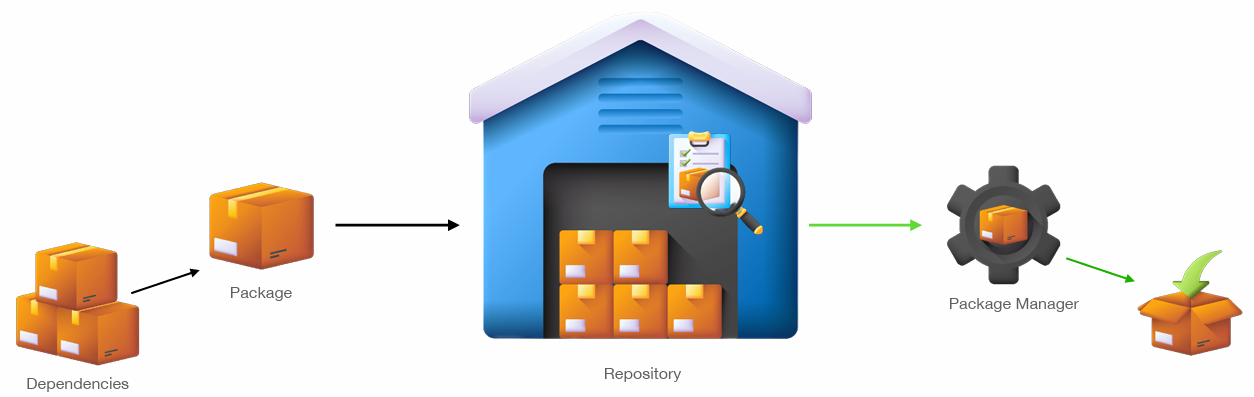 Dependencies
Package
Repository
Package Manager